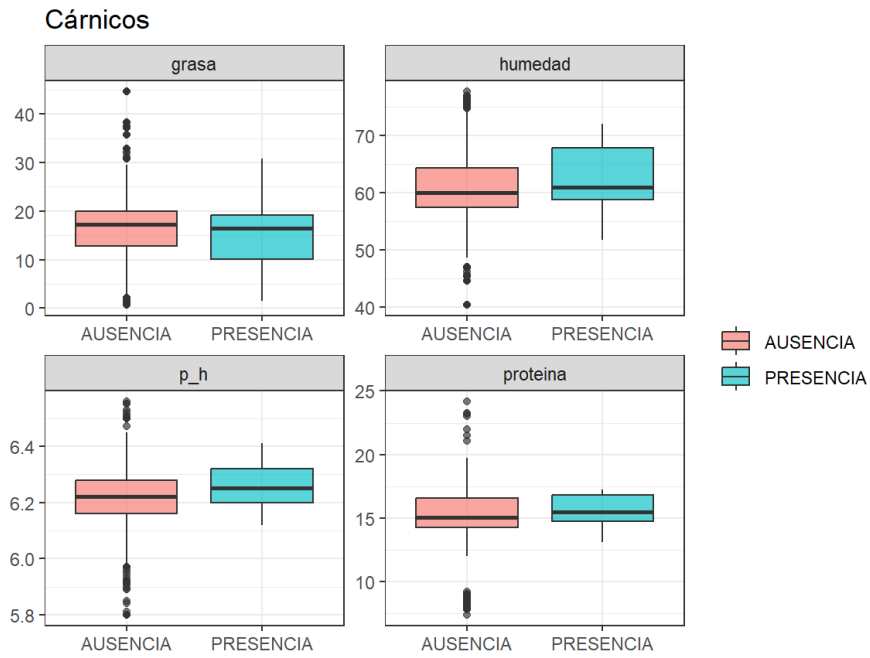 Cárnicos
grasa
humedad
40
30
20
10
0
70
60
50
40
AUSENCIA PRESENCIA
AUSENCIA PRESENCIA
p_h
proteina
6.4
6.2
6.0
5.8
25
20
15
10
AUSENCIA PRESENCIA
AUSENCIA PRESENCIA
AUSENCIA
PRESENCIA